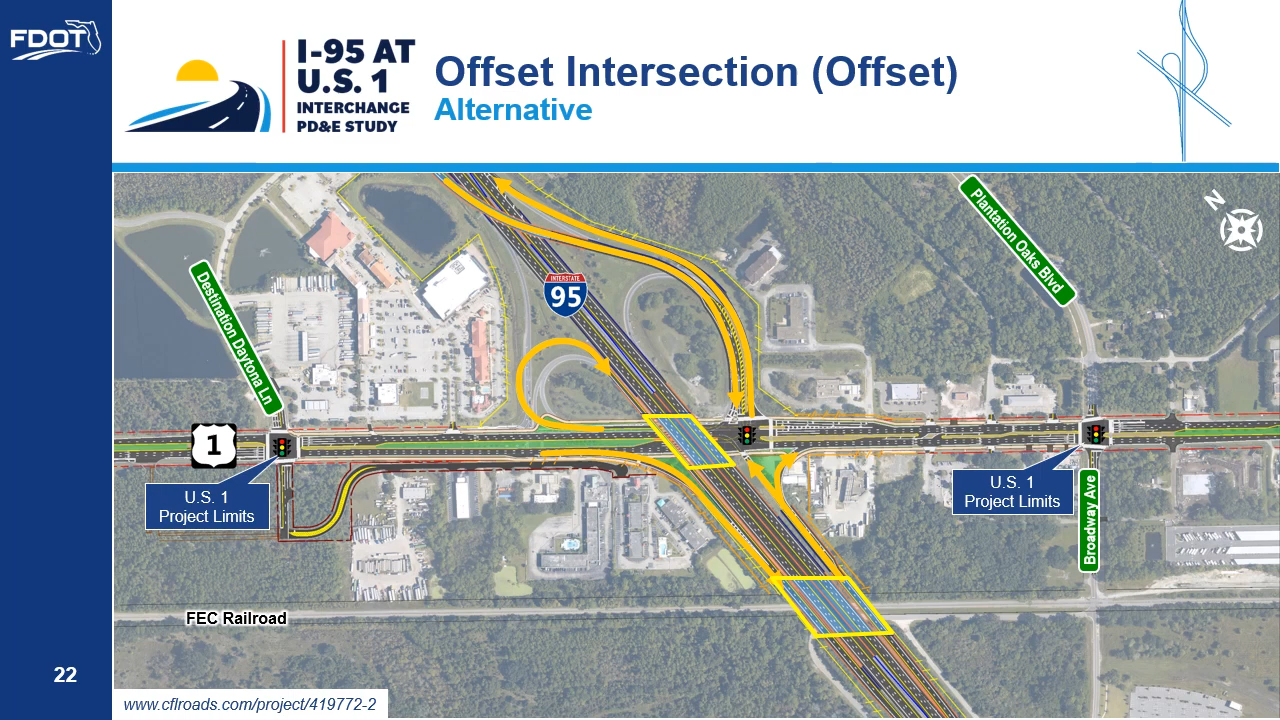 FDOT
I-95 AT
U.S. 1
INTERCHANGE
PD&E STUDY
Offset Intersection (Offset)
Alternative
Plantation Oaks Blvd
N
Destination Daytona Ln
INTERSTATE
95
1
U.S. 1
Project Limits
U.S. 1
Project Limits
Broadway Ave
FEC Railroad
22
www.cflroads.com/project/419772-2